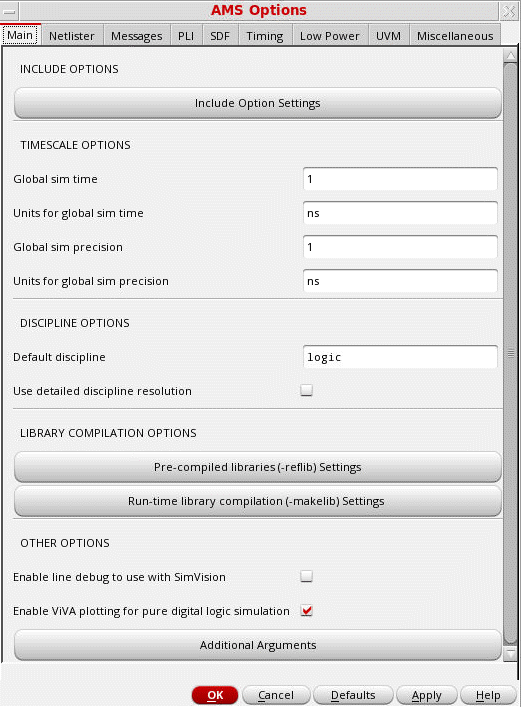 AMS Options
Main Netlister Messages PLI SDF Timing Low Power UVM Miscellaneous
INCLUDE OPTIONS
Include Option Settings
TIMESCALE OPTIONS
Global sim time 1
Units for global sim time ns
Global sim precision 1
Units for global sim precision ns
DISCIPLINE OPTIONS
Default discipline logic
Use detailed discipline resolution
LIBRARY COMPILATION OPTIONS
Pre-compiled libraries (-reflib) Settings
Run-time library compilation (-makelib) Settings
OTHER OPTIONS
Enable line debug to use with SimVision
Enable ViVA plotting for pure digital logic simulation
Additional Arguments
OK Cancel Defaults Apply Help